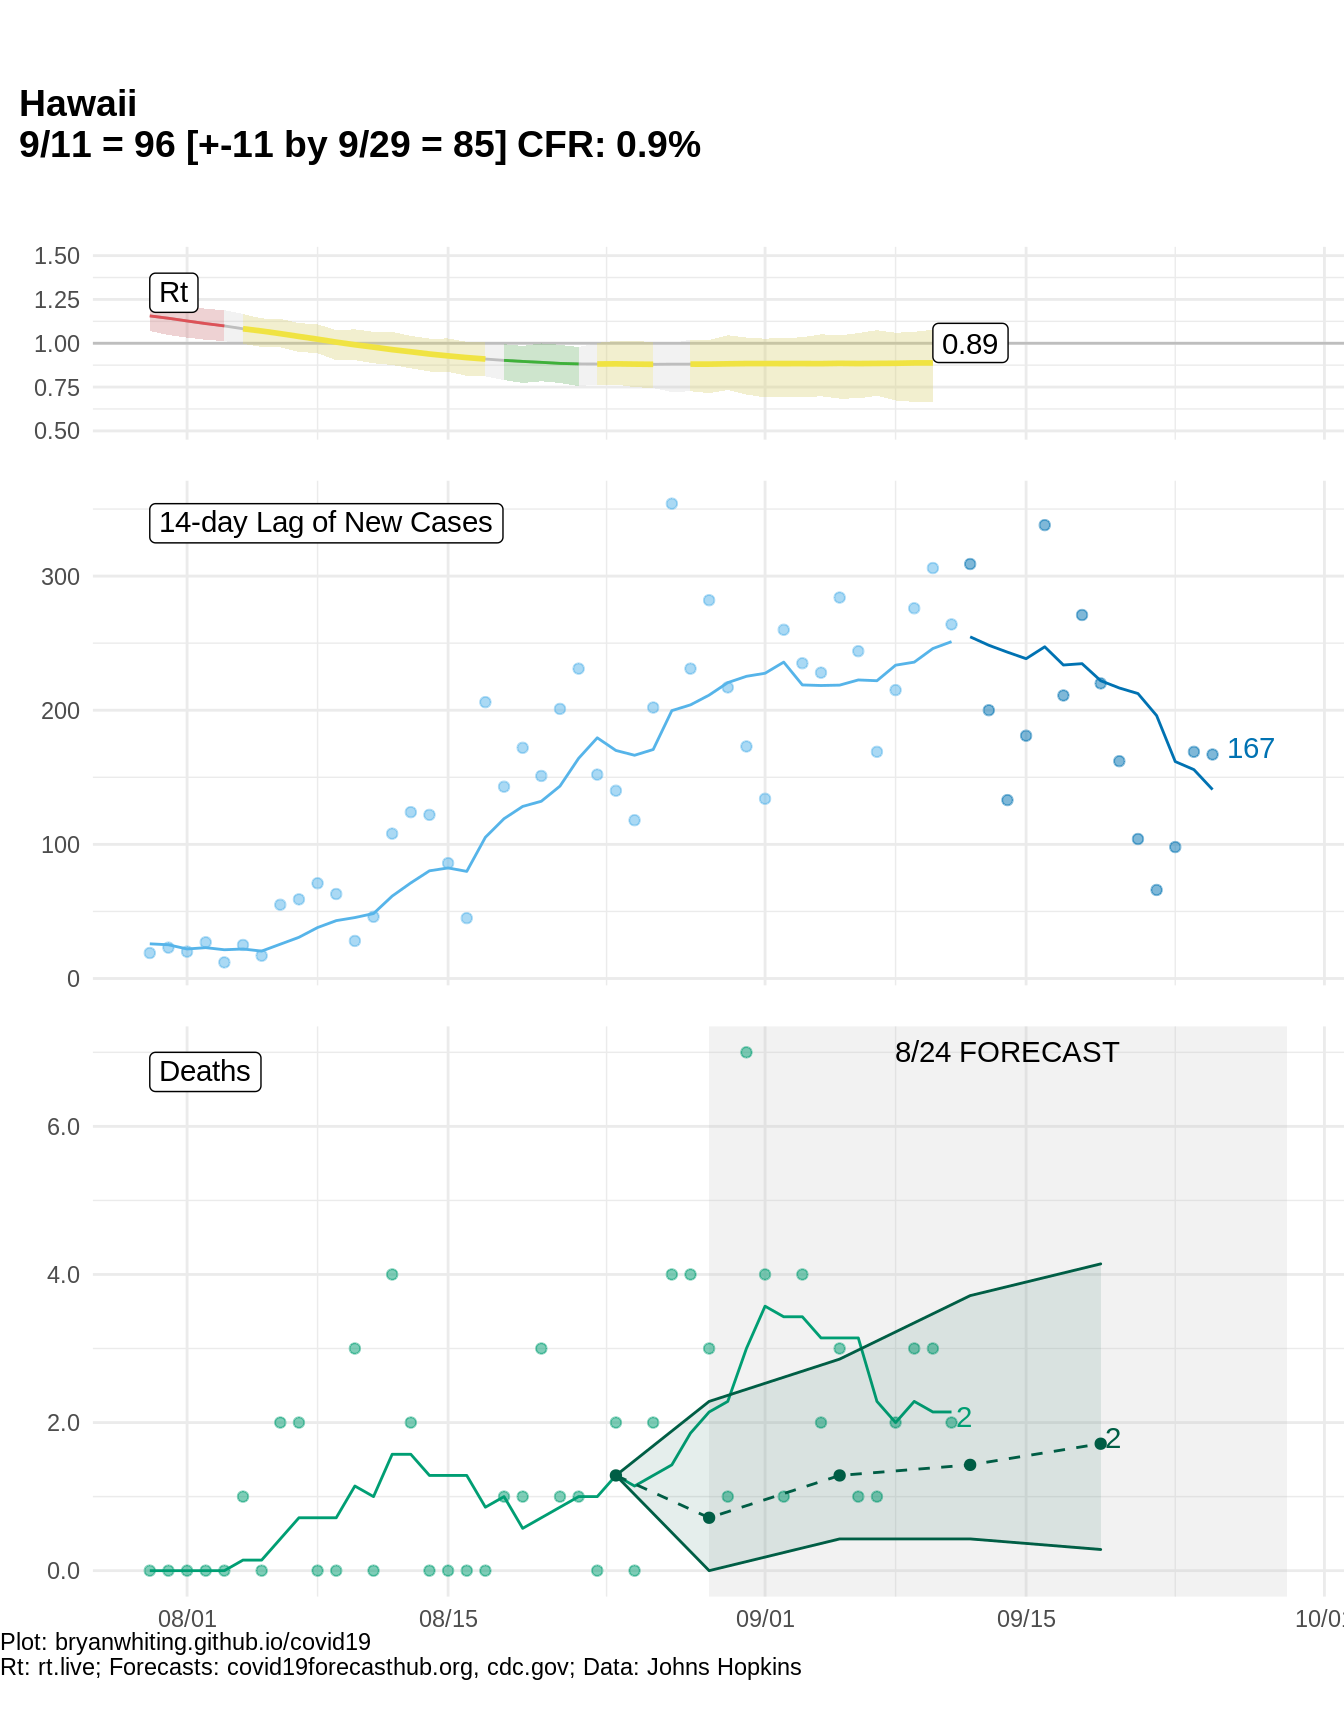 Hawaii
9/11 = 96 [+-11 by 9/29 = 85] CFR: 0.9%
1.50
1.25
1.00
0.75
0.50
Rt
0.89
14-day Lag of New Cases
300
200
100
0
167
Deaths
8/24 FORECAST
6.0
4.0
2.0
0.0
2
2
08/01 08/15 09/01 09/15 10/0
Plot: bryanwhiting.github.io/covid19
Rt: rt.live; Forecasts: covid19forecasthub.org, cdc.gov; Data: Johns Hopkins